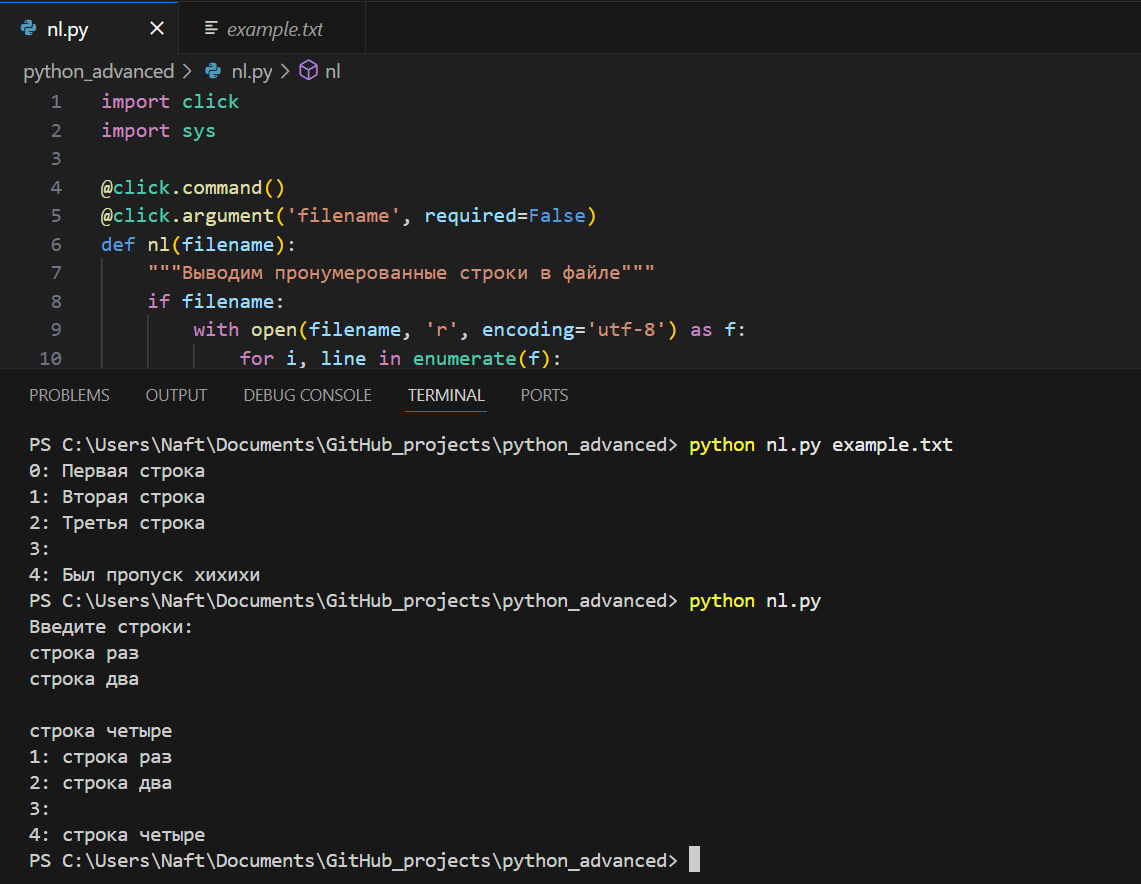 nl.py
example.txt
python_advanced > nl.py > nl
1 import click
2 import sys
3
4 @click.command()
5 @click.argument('filename', required=False)
6 def nl(filename):
7     """Выводим пронумерованные строки в файле"""
8     if filename:
9         with open(filename, 'r', encoding='utf-8') as f:
10             for i, line in enumerate(f):
PROBLEMS OUTPUT DEBUG CONSOLE TERMINAL PORTS
PS C:\Users\Naft\Documents\GitHub_projects\python_advanced> python nl.py example.txt
0: Первая строка
1: Вторая строка
2: Третья строка
3:
4: Был пропуск хихихи
PS C:\Users\Naft\Documents\GitHub_projects\python_advanced> python nl.py
Введите строки:
строка раз
строка два

строка четыре
1: строка раз
2: строка два
3:
4: строка четыре
PS C:\Users\Naft\Documents\GitHub_projects\python_advanced>